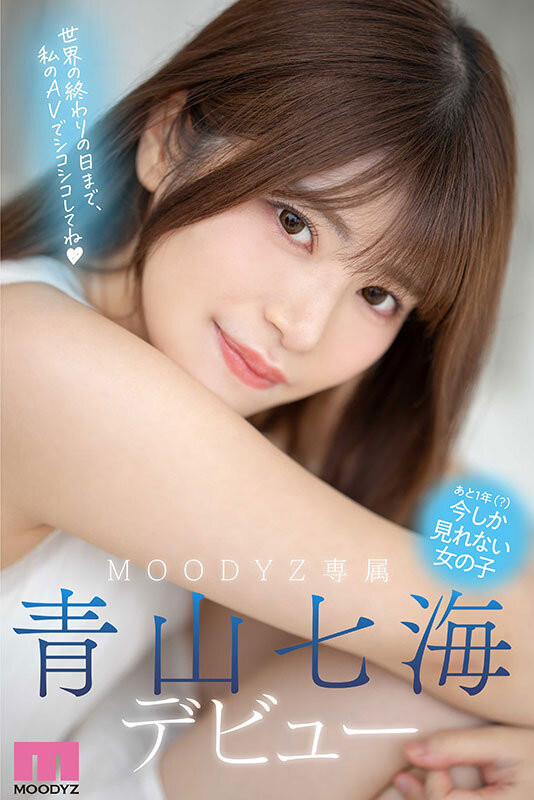 世界の終わりの日まで、
私のAVでシコシコしてね♥
あと1年(?)
今しか
見れない
女の子
MOODYZ専属
青山七海
デビュー
MOODYZ